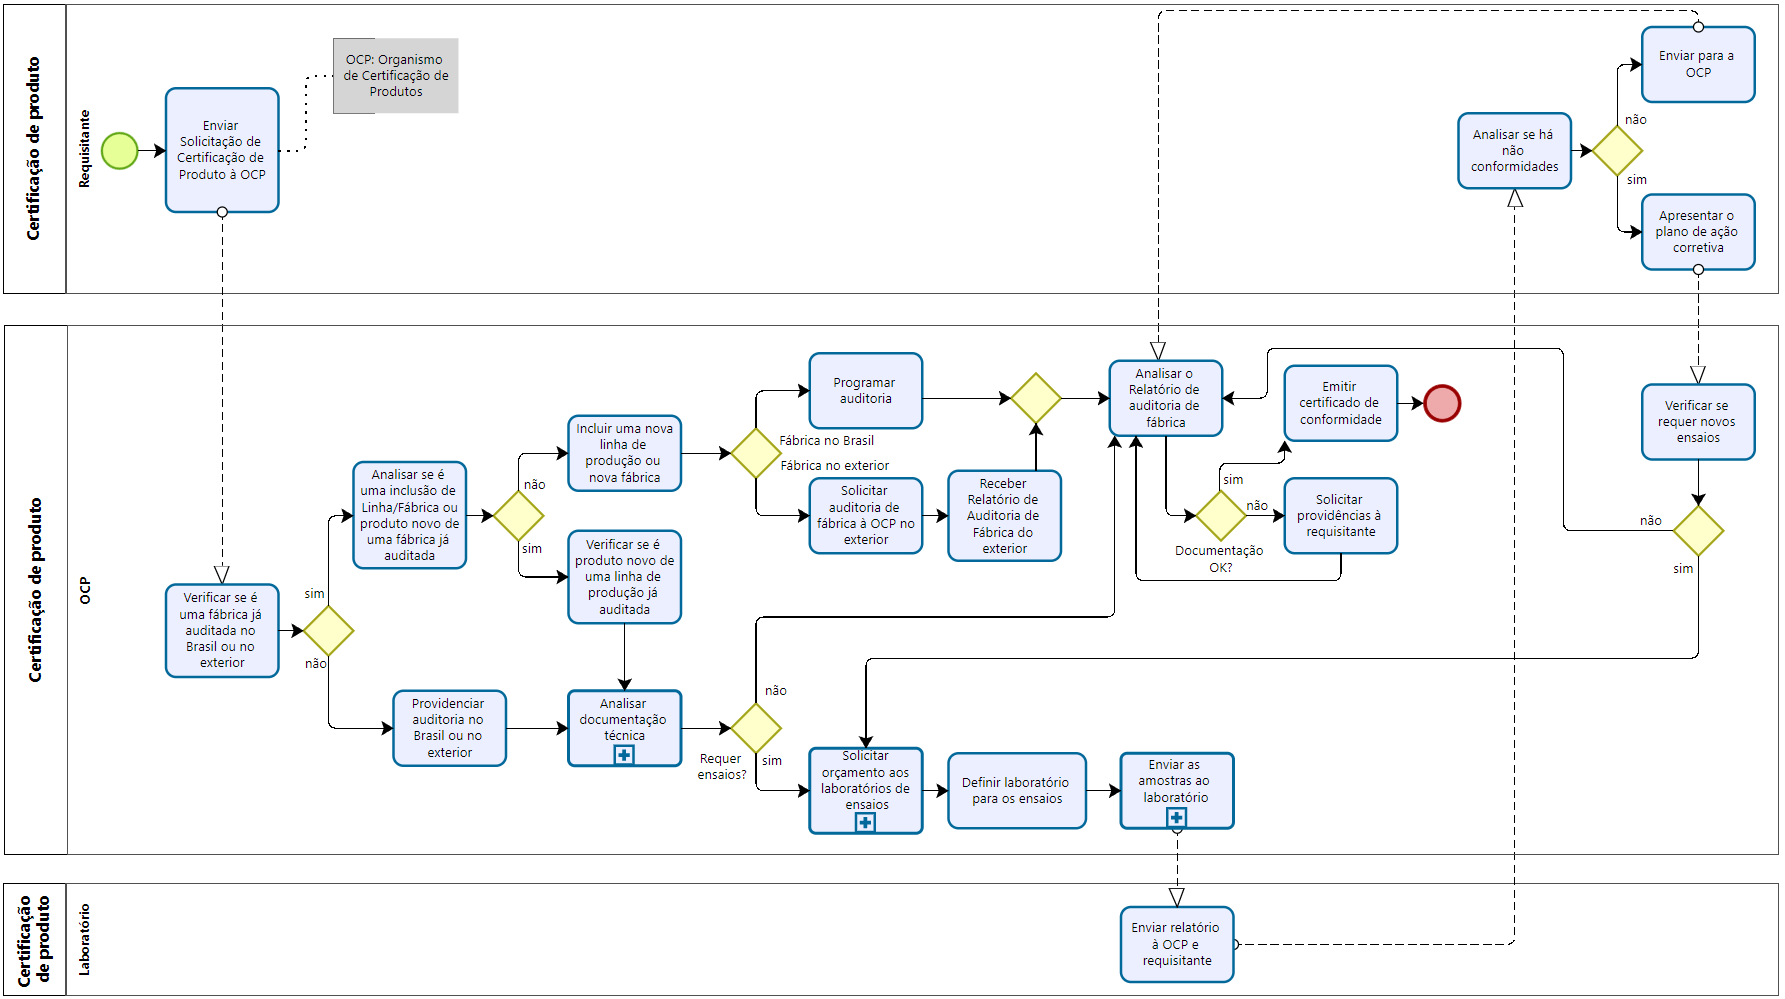 Certificação de produto
Requisitante
Enviar
Solicitação de
Certificação de
Produto à OCP
OCP: Organismo
de Certificação de
Produtos
Analisar se há
não
conformidades
não
sim
Enviar para a
OCP
Apresentar o
plano de ação
corretiva
Certificação de produto
OCP
Verificar se é
uma fábrica já
auditada no
Brasil ou no
exterior
sim
não
Analisar se é
uma inclusão de
Linha/Fábrica ou
produto novo de
uma fábrica já
auditada
não
sim
Providenciar
auditoria no
Brasil ou no
exterior
Incluir uma nova
linha de
produção ou
nova fábrica
Verificar se é
produto novo de
uma linha de
produção já
auditada
Analisar
documentação
técnica
Fábrica no Brasil
Fábrica no exterior
Programar
auditoria
Solicitar
auditoria de
fábrica à OCP no
exterior
Receber
Relatório de
Auditoria de
Fábrica do
exterior
Requer
ensaios?
não
sim
Solicitar
orçamento aos
laboratórios de
ensaios
Definir laboratório
para os ensaios
Enviar as
amostras ao
laboratório
Analisar o
Relatório de
auditoria de
fábrica
sim
não
Documentação
OK?
Emitir
certificado de
conformidade
Solicitar
providências à
requisitante
Verificar se
requer novos
ensaios
não
sim
Certificação
de produto
Laboratório
Enviar relatório
à OCP e
requisitante